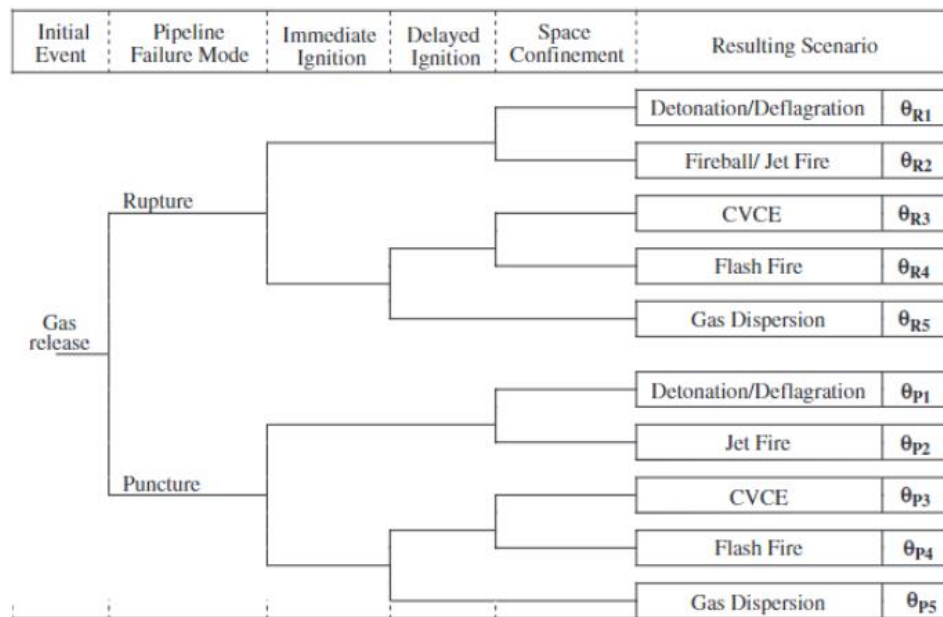 Initial Event
Pipeline Failure Mode
Immediate Ignition
Delayed Ignition
Space Confinement
Resulting Scenario
Detonation/Deflagration θR1
Fireball/ Jet Fire θR2
Rupture
CVCE θR3
Flash Fire θR4
Gas Dispersion θR5
Gas release
Detonation/Deflagration θP1
Jet Fire θP2
Puncture
CVCE θP3
Flash Fire θP4
Gas Dispersion θP5